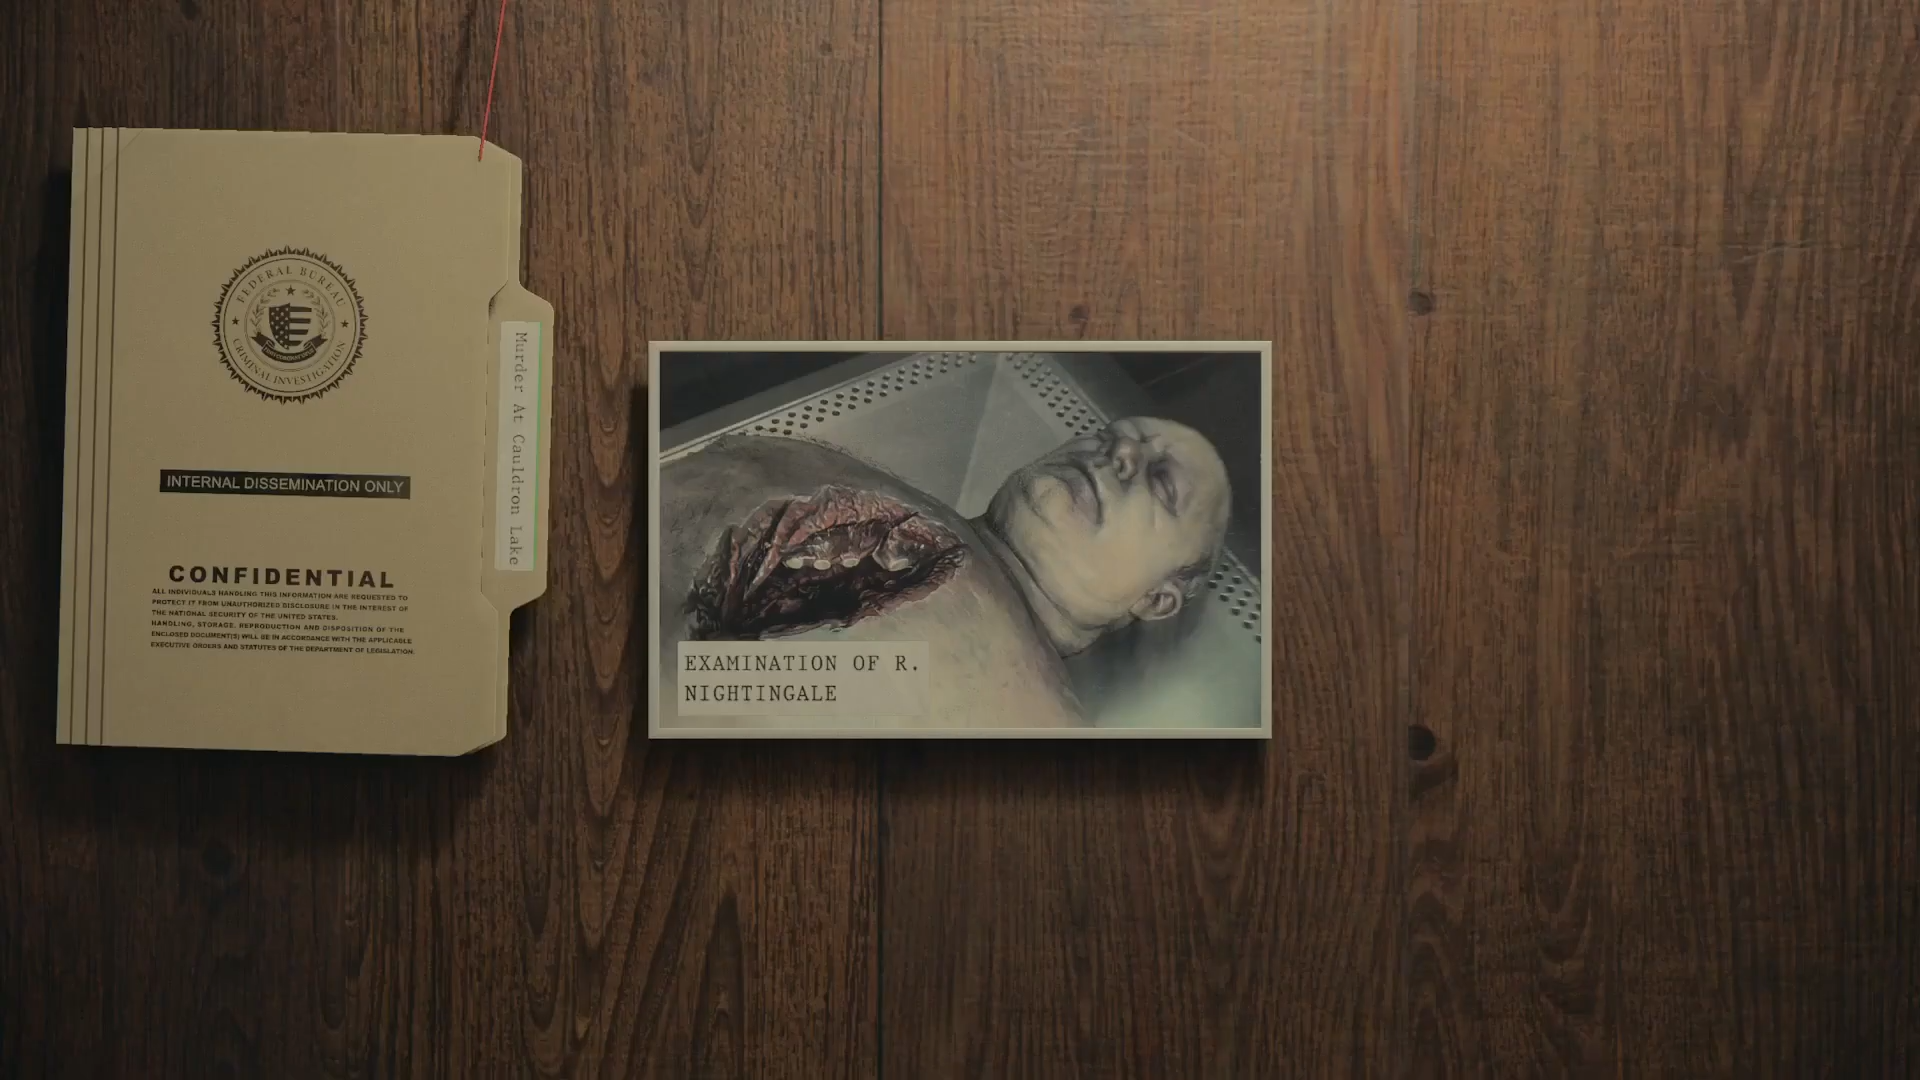 FEDERAL BUREAU
CRIMINAL INVESTIGATION
INTERNAL DISSEMINATION ONLY
CONFIDENTIAL
ALL INDIVIDUALS HANDLING THIS INFORMATION ARE REQUESTED TO
PROTECT IT FROM UNAUTHORIZED DISCLOSURE IN THE INTEREST OF
THE NATIONAL SECURITY OF THE UNITED STATES.
HANDLING, STORAGE, REPRODUCTION AND DISPOSITION OF THE
ENCLOSED DOCUMENT(S) WILL BE IN ACCORDANCE WITH THE APPLICABLE
EXECUTIVE ORDERS AND STATUTES OF THE DEPARTMENT OF LEGISLATION.
Murder At Cauldron Lake
EXAMINATION OF R.
NIGHTINGALE